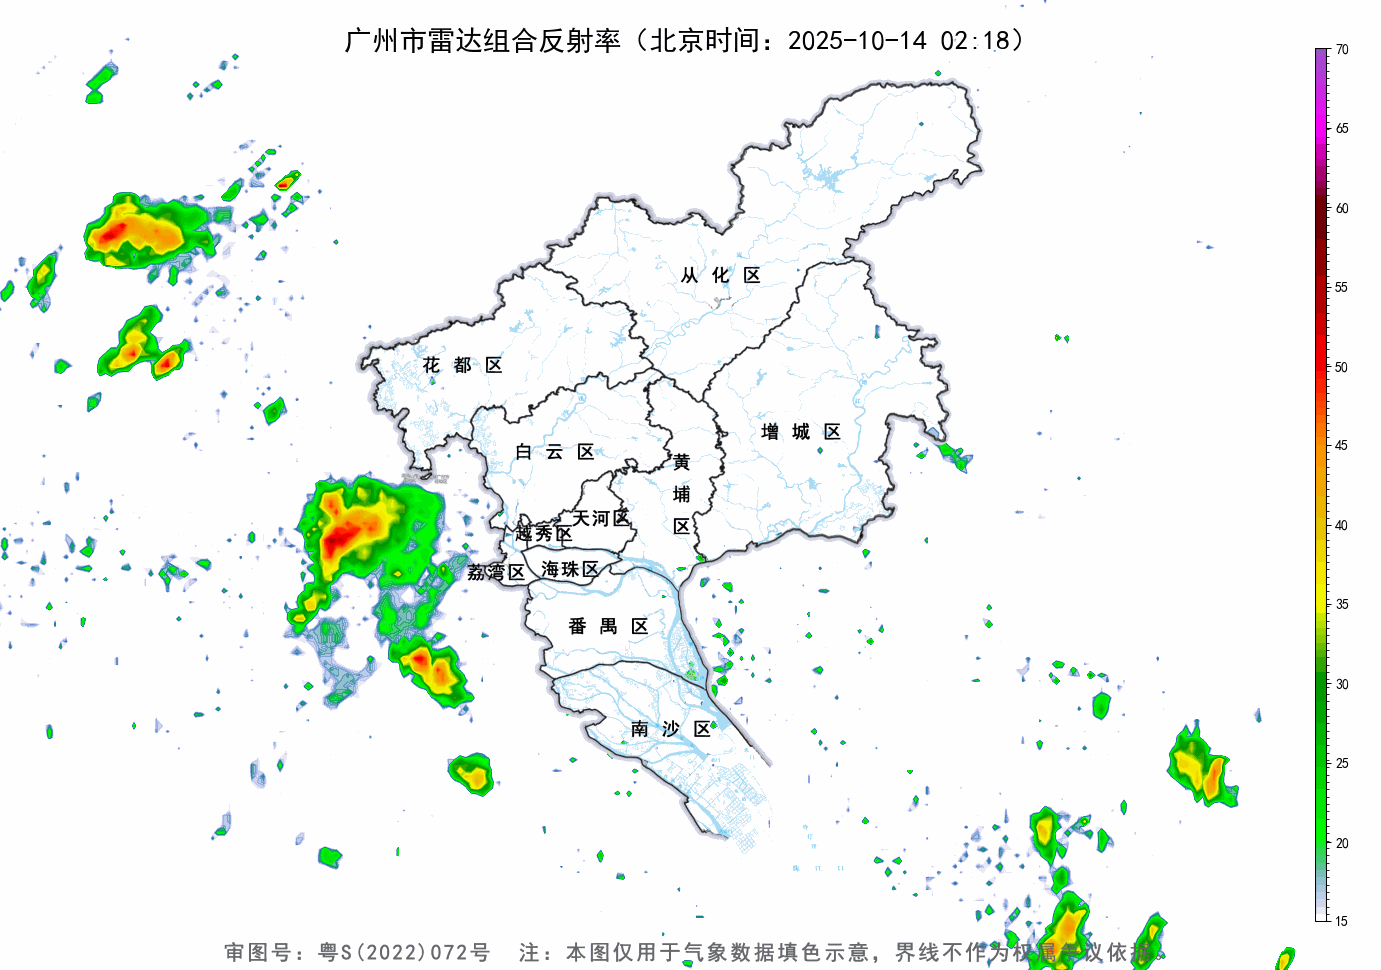 广州市雷达组合反射率（北京时间：2025-10-14 02:18）
70
65
60
55
50
45
40
35
30
25
20
15
从化区
花都区
增城区
白云区
黄埔区
天河区
越秀区
荔湾区
海珠区
番禺区
南沙区
审图号：粤S(2022)072号 注：本图仅用于气象数据填色示意，界线不作为权属争议依据。